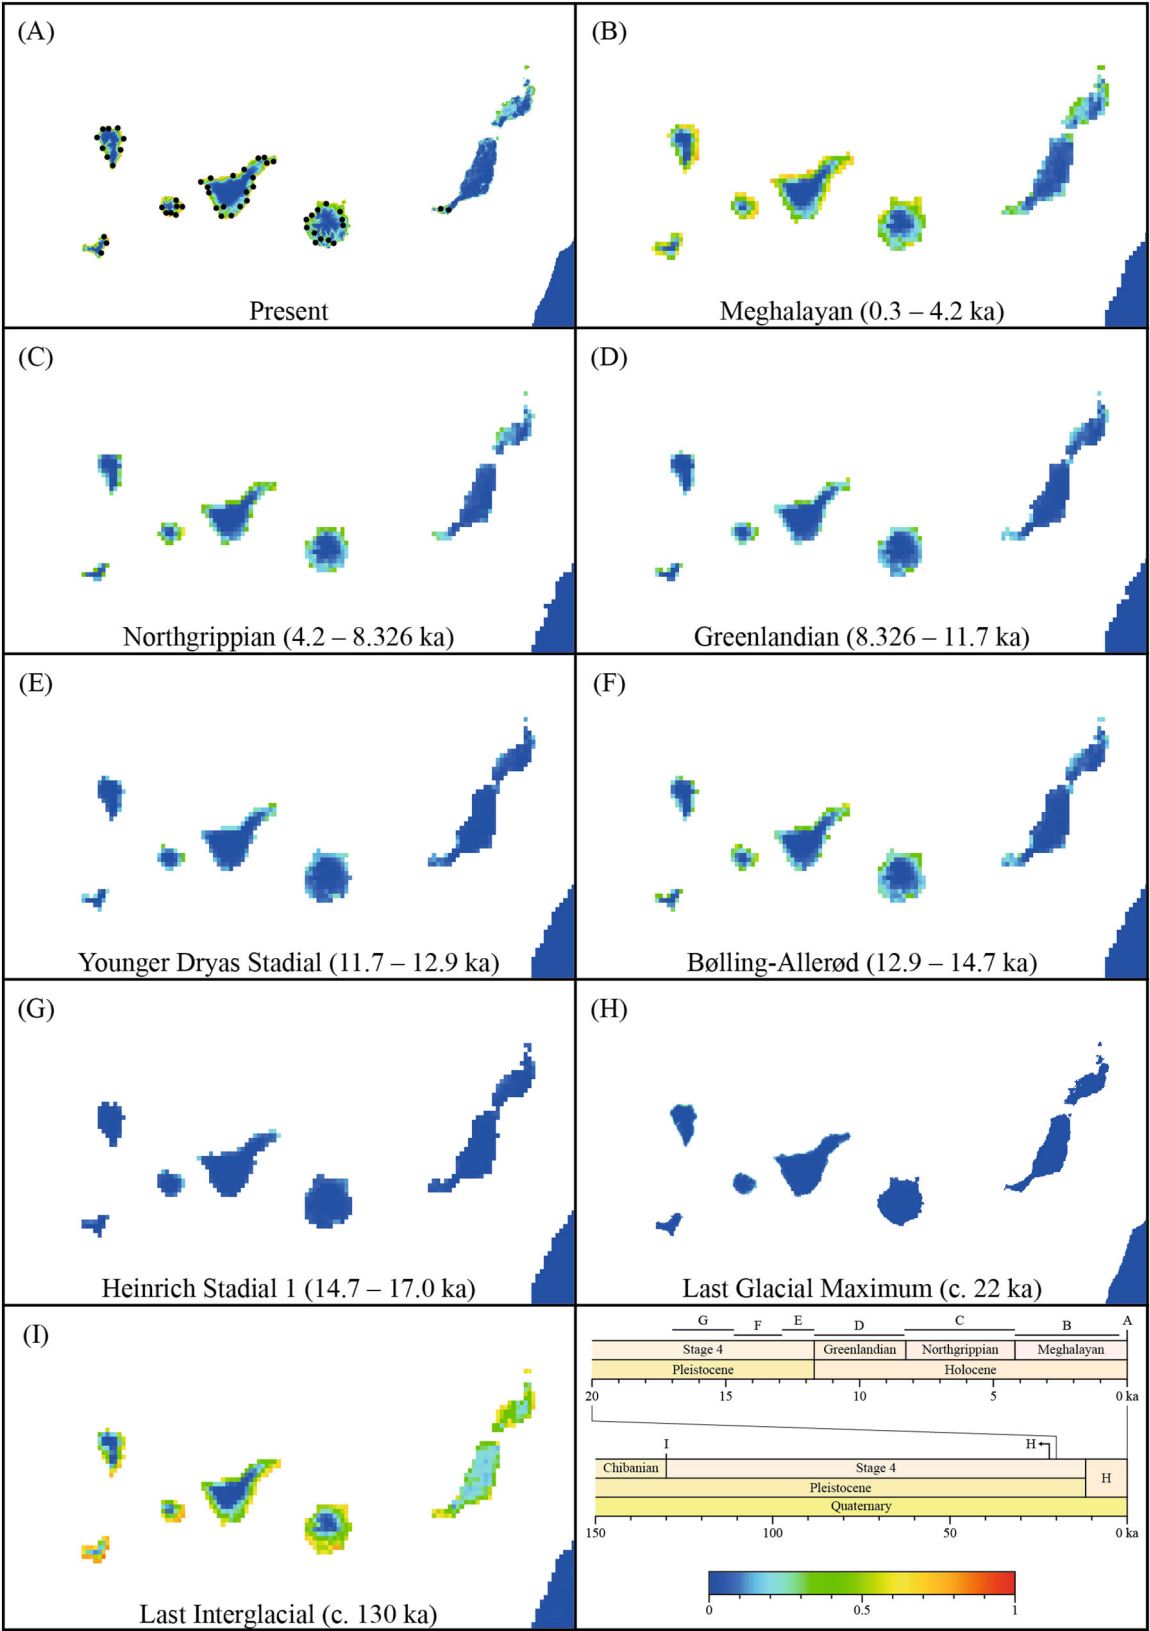 (A)
Present
(B)
Meghalayan (0.3 – 4.2 ka)
(C)
Northgrippian (4.2 – 8.326 ka)
(D)
Greenlandian (8.326 – 11.7 ka)
(E)
Younger Dryas Stadial (11.7 – 12.9 ka)
(F)
Bølling-Allerød (12.9 – 14.7 ka)
(G)
Heinrich Stadial 1 (14.7 – 17.0 ka)
(H)
Last Glacial Maximum (c. 22 ka)
(I)
Last Interglacial (c. 130 ka)
G F E D C B A
Stage 4 Greenlandian Northgrippian Meghalayan
Pleistocene Holocene
20 15 10 5 0 ka
I H
Chibanian Stage 4 H
Pleistocene
Quaternary
150 100 50 0 ka
0 0.5 1